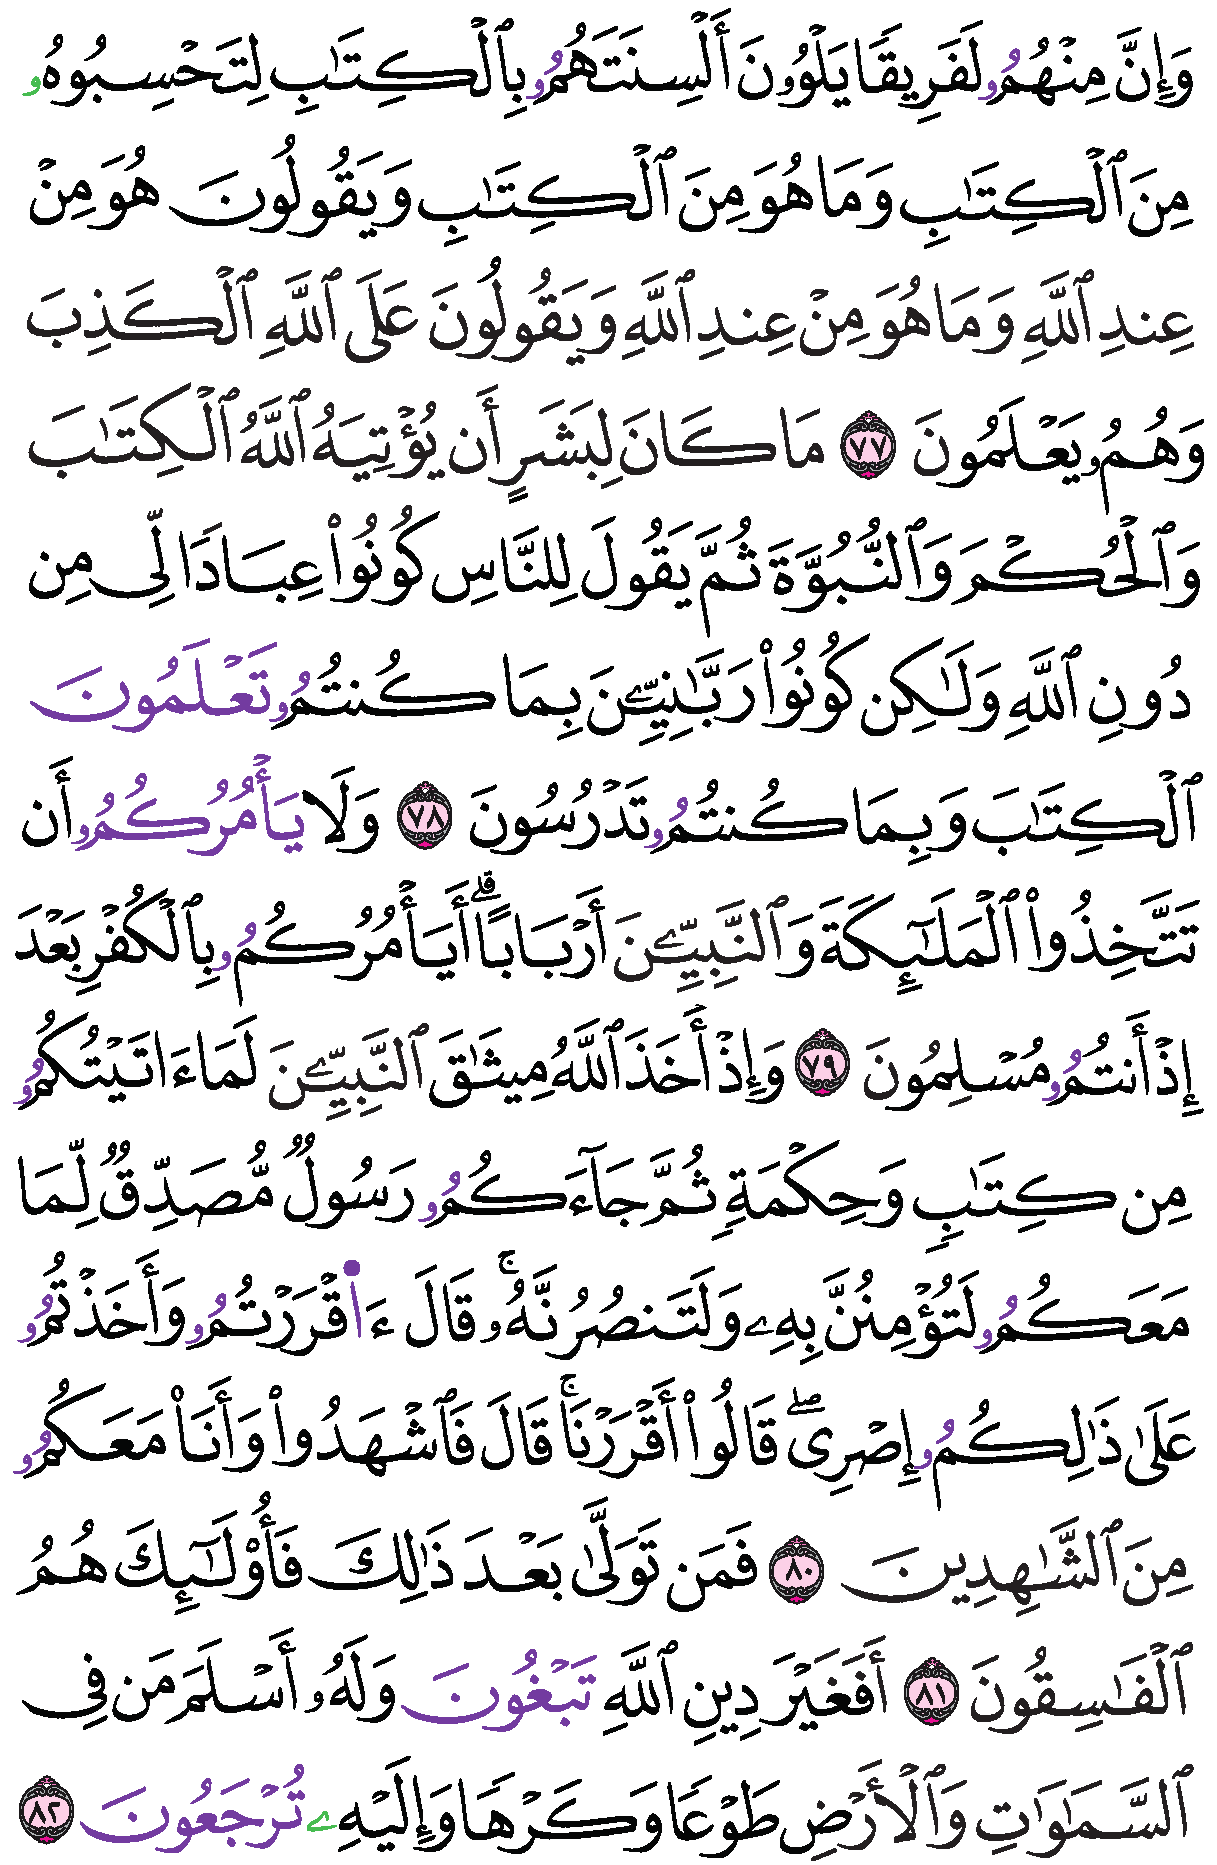 وَإِنَّ مِنْهُمُۥ لَفَرِيقًا يَلْوُۥنَ أَلْسِنَتَهُمُۥ بِٱلْكِتَٰبِ لِتَحْسِبُوهُۥ
مِنَ ٱلْكِتَٰبِ وَمَا هُوَ مِنَ ٱلْكِتَٰبِ وَيَقُولُونَ هُوَ مِنْ
عِندِ ٱللَّهِ وَمَا هُوَ مِنْ عِندِ ٱللَّهِ وَيَقُولُونَ عَلَى ٱللَّهِ ٱلْكَذِبَ
وَهُمُۥ يَعْلَمُونَ ٧٧ مَا كَانَ لِبَشَرٍ أَن يُؤْتِيَهُ ٱللَّهُ ٱلْكِتَٰبَ
وَٱلْحُكْمَ وَٱلنُّبُوَّةَ ثُمَّ يَقُولَ لِلنَّاسِ كُونُوا۟ عِبَادًا لِّى مِن
دُونِ ٱللَّهِ وَلَٰكِن كُونُوا۟ رَبَّٰنِيِّـۧنَ بِمَا كُنتُمُۥ تَعْلَمُونَ
ٱلْكِتَٰبَ وَبِمَا كُنتُمُۥ تَدْرُسُونَ ٧٨ وَلَا يَأْمُرُكُمُۥ أَن
تَتَّخِذُوا۟ ٱلْمَلَٰٓئِكَةَ وَٱلنَّبِيِّـۧنَ أَرْبَابًا ۗ أَيَأْمُرُكُمُۥ بِٱلْكُفْرِ بَعْدَ
إِذْ أَنتُمُۥ مُسْلِمُونَ ٧٩ وَإِذْ أَخَذَ ٱللَّهُ مِيثَٰقَ ٱلنَّبِيِّـۧنَ لَمَا ءَاتَيْتُكُمُۥ
مِن كِتَٰبٍ وَحِكْمَةٍ ثُمَّ جَآءَكُمُۥ رَسُولٌ مُّصَدِّقٌ لِّمَا
مَعَكُمُۥ لَتُؤْمِنُنَّ بِهِۦ وَلَتَنصُرُنَّهُۥ ۚ قَالَ ءَا۬قْرَرْتُمُۥ وَأَخَذْتُمُۥ
عَلَىٰ ذَٰلِكُمُۥ إِصْرِى ۖ قَالُوا۟ أَقْرَرْنَا ۚ قَالَ فَٱشْهَدُوا۟ وَأَنَا۠ مَعَكُمُۥ
مِنَ ٱلشَّٰهِدِينَ ٨٠ فَمَن تَوَلَّىٰ بَعْدَ ذَٰلِكَ فَأُو۟لَٰٓئِكَ هُمُ
ٱلْفَٰسِقُونَ ٨١ أَفَغَيْرَ دِينِ ٱللَّهِ تَبْغُونَ وَلَهُۥ أَسْلَمَ مَن فِى
ٱلسَّمَٰوَٰتِ وَٱلْأَرْضِ طَوْعًا وَكَرْهًا وَإِلَيْهِۦ تُرْجَعُونَ ٨٢